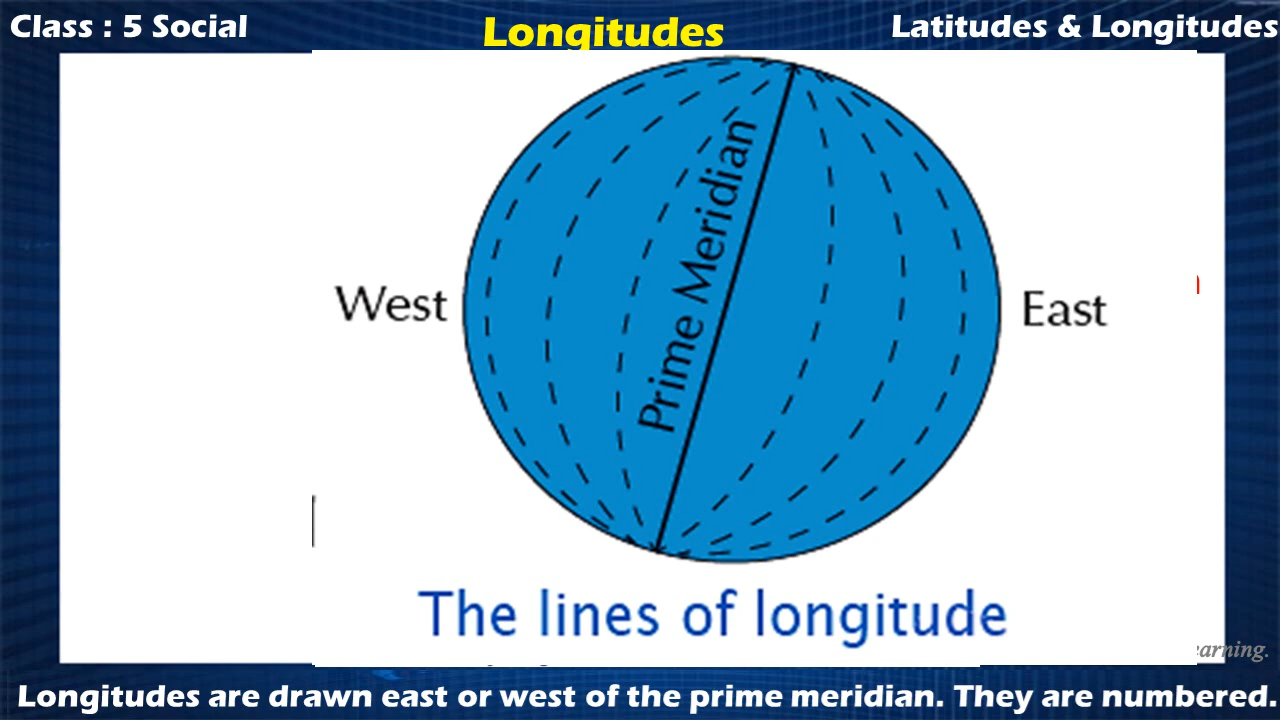 Class : 5 Social
Longitudes
Latitudes & Longitudes
Prime Meridian
West
East
The lines of longitude
Longitudes are drawn east or west of the prime meridian. They are numbered.